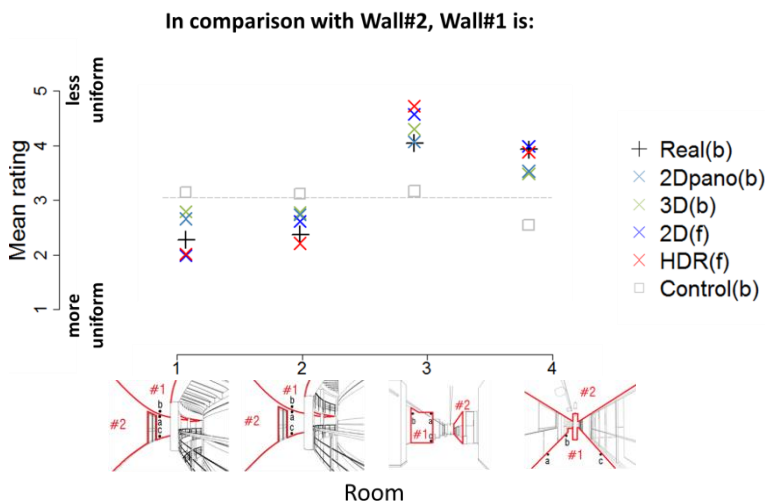 In comparison with Wall#2, Wall#1 is:
less
uniform
5
4
3
2
1
Mean rating
more
uniform
Real(b)
2Dpano(b)
3D(b)
2D(f)
HDR(f)
Control(b)
1 2 3 4
#1
b
#2
a
c
#1
b
#2
a
c
#2
b a
#1
c
#2
b
a #1 c
Room